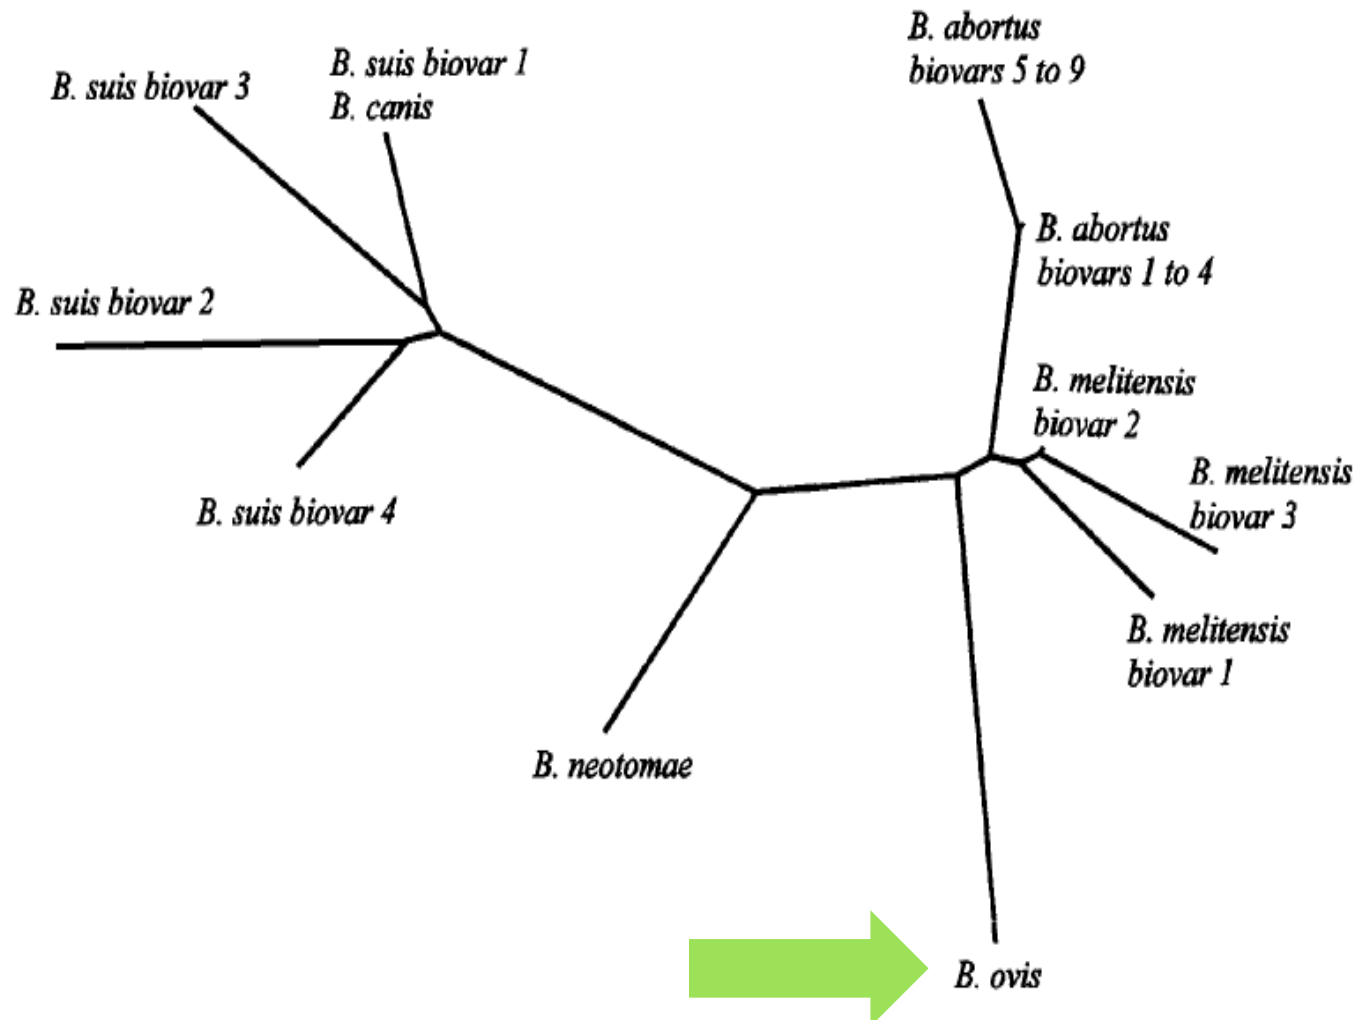 B. abortus
biovars 5 to 9
B. suis biovar 1
B. canis
B. suis biovar 3
B. abortus
biovars 1 to 4
B. suis biovar 2
B. melitensis
biovar 2
B. melitensis
biovar 3
B. suis biovar 4
B. melitensis
biovar 1
B. neotomae
B. ovis